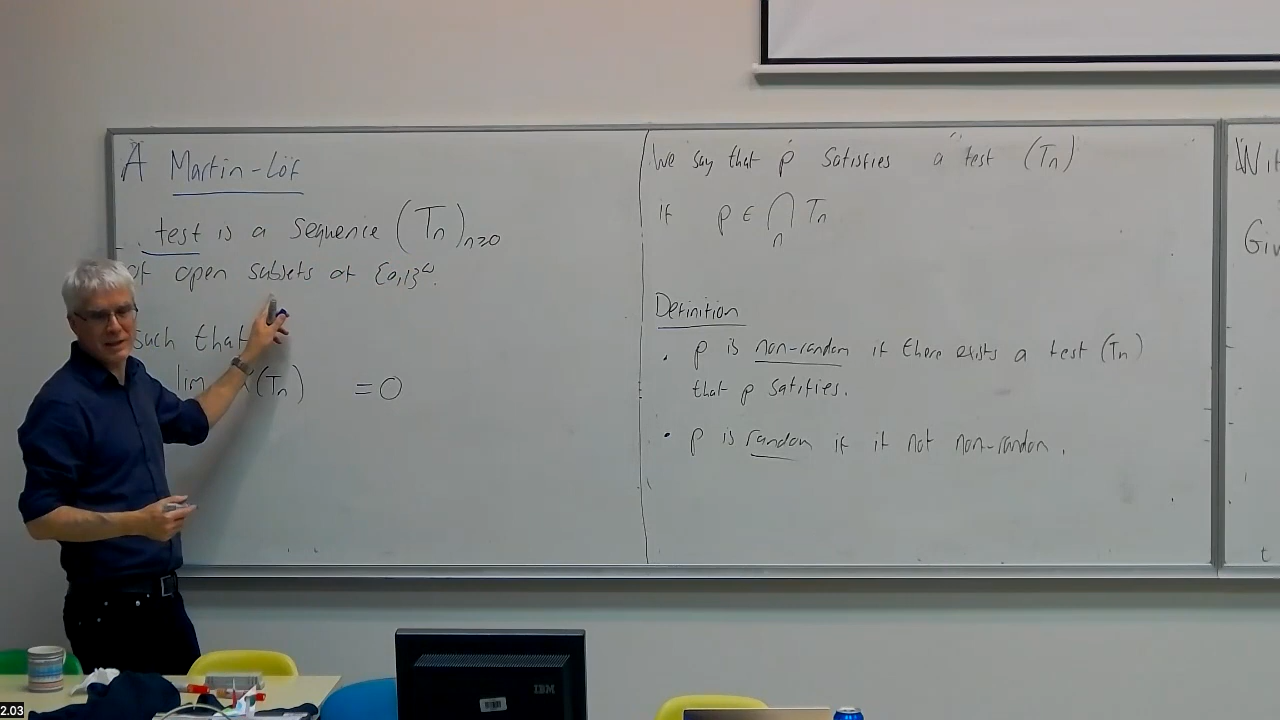 A Martin-Löf
test is a sequence (Tₙ)ₙ≥₀
of open subsets of {0,1}^ω.
such that
lim (Tₙ) = 0
We say that p satisfies a test (Tₙ)
if p ∈ ⋂ₙ Tₙ
Definition
• p is non-random if there exists a test (Tₙ)
that p satisfies.
• p is random if it not non-random.
IBM
2.03